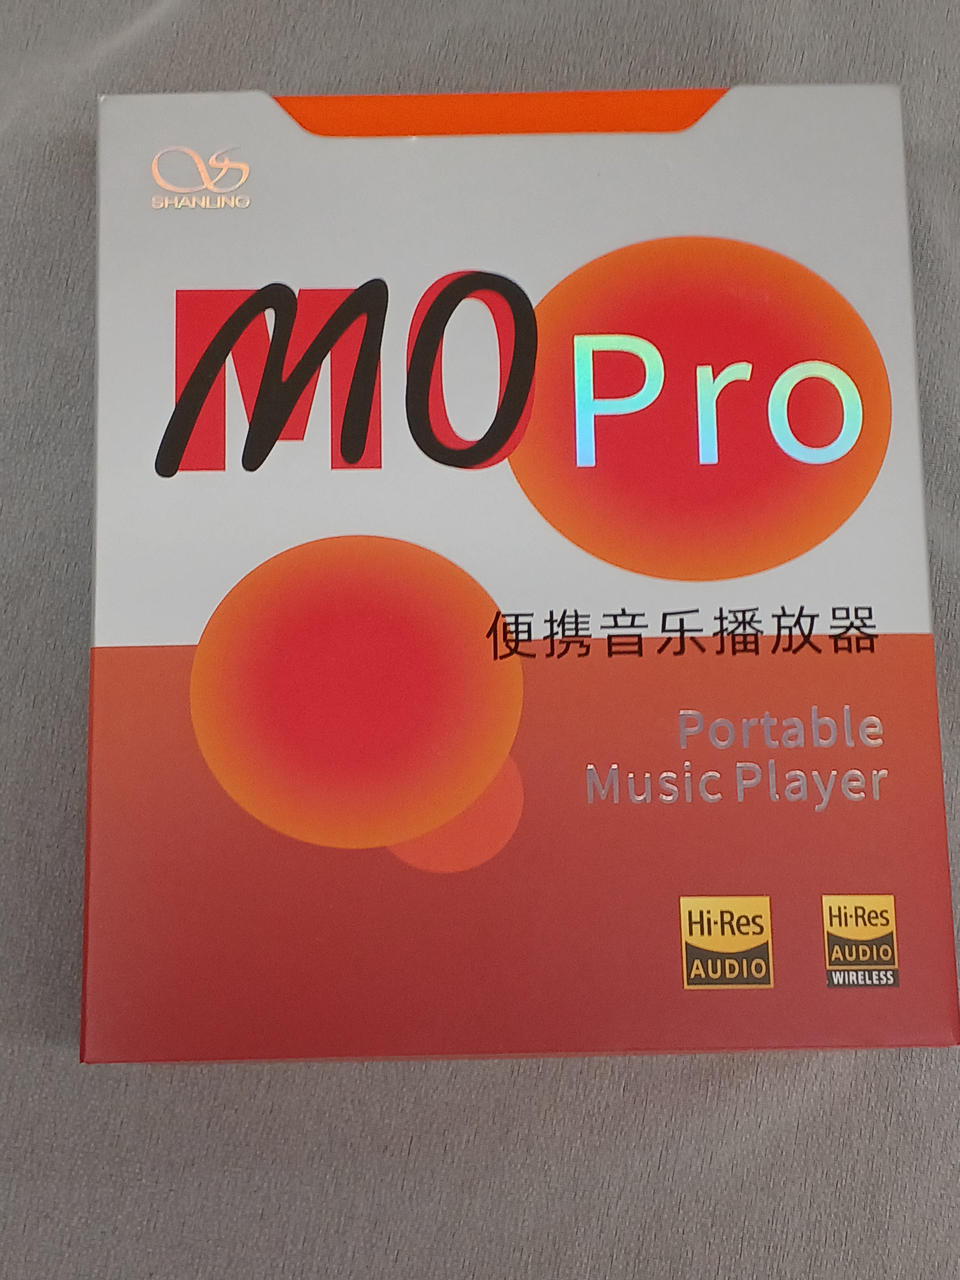 SHANLING
M0 Pro
便携音乐播放器
Portable
Music Player
Hi-Res
AUDIO
Hi-Res
AUDIO
WIRELESS